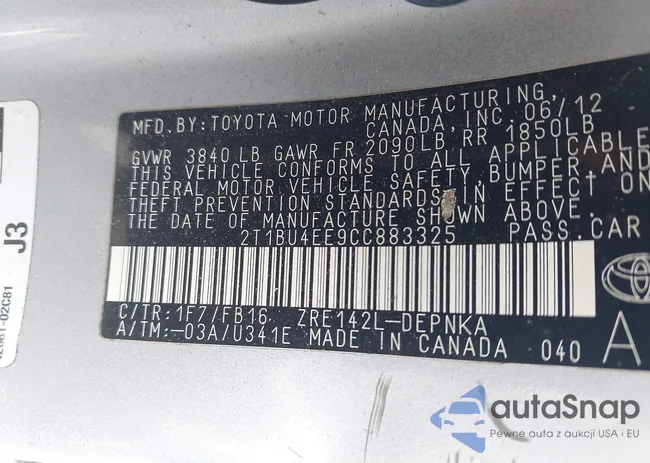 MFD. BY: TOYOTA MOTOR MANUFACTURING,
CANADA, INC. 06/12
GVWR 3840 LB GAWR FR 2090LB, RR 1850LB
THIS VEHICLE CONFORMS TO ALL APPLICABLE
FEDERAL MOTOR VEHICLE SAFETY, BUMPER, AND
THEFT PREVENTION STANDARDS IN EFFECT ON
THE DATE OF MANUFACTURE SHOWN ABOVE.
2T1BU4EE9CC883325 PASS. CAR
C/TR: 1F7/FB16 ZRE142L-DEPNKA
A/TM: -03A/U341E MADE IN CANADA 040 A
J3
autaSnap
Pewne auta z aukcji USA i EU